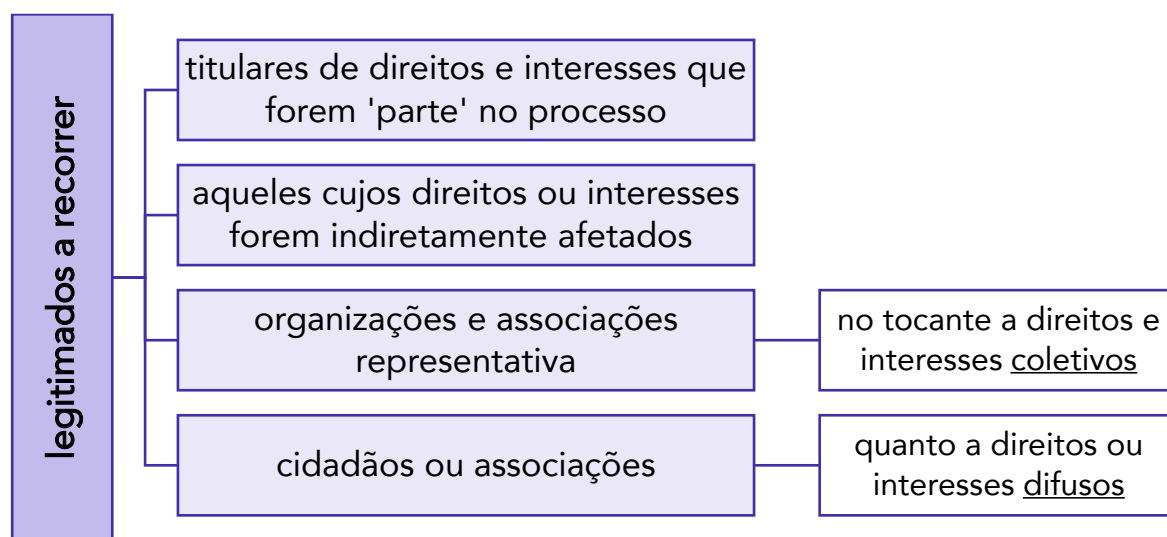 legitimados a recorrer
titulares de direitos e interesses que
forem 'parte' no processo
aqueles cujos direitos ou interesses
forem indiretamente afetados
organizações e associações
representativa
no tocante a direitos e
interesses coletivos
cidadãos ou associações
quanto a direitos ou
interesses difusos